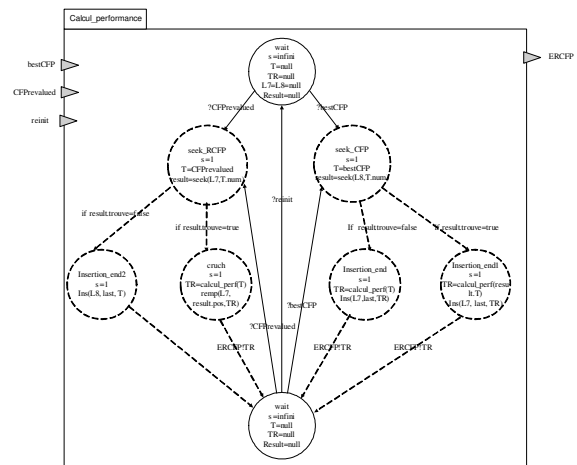 Calcul_performance
bestCFP
CFPrevalued
reinit
ERCFP
wait
s=infini
T=null
TR=null
L7=L8=null
Result=null
?CFPrevalued
?bestCFP
seek_RCFP
s=1
T=CFPrevalued
result=seek(L7,T.num)
seek_CFP
s=1
T=bestCFP
result=seek(L8,T.num)
?reinit
if result.trouve=false
if result.trouve=true
If result.trouve=false
if result.trouve=true
Insertion_end2
s=1
Ins(L8, last, T)
cruch
s=1
TR=calcul_perf(T)
remp(L7,
result.pos,TR)
Insertion_end
s=1
TR=calcul_perf(T)
Ins(L7,last,TR)
Insertion_end1
s=1
TR=calcul_perf(resu
lt.T)
Ins(L7, last, TR)
?bestCFP
?CFPrevalued
ERCFP!TR
ERCFP!TR
ERCFP!TR
wait
s=infini
T=null
TR=null
Result=null